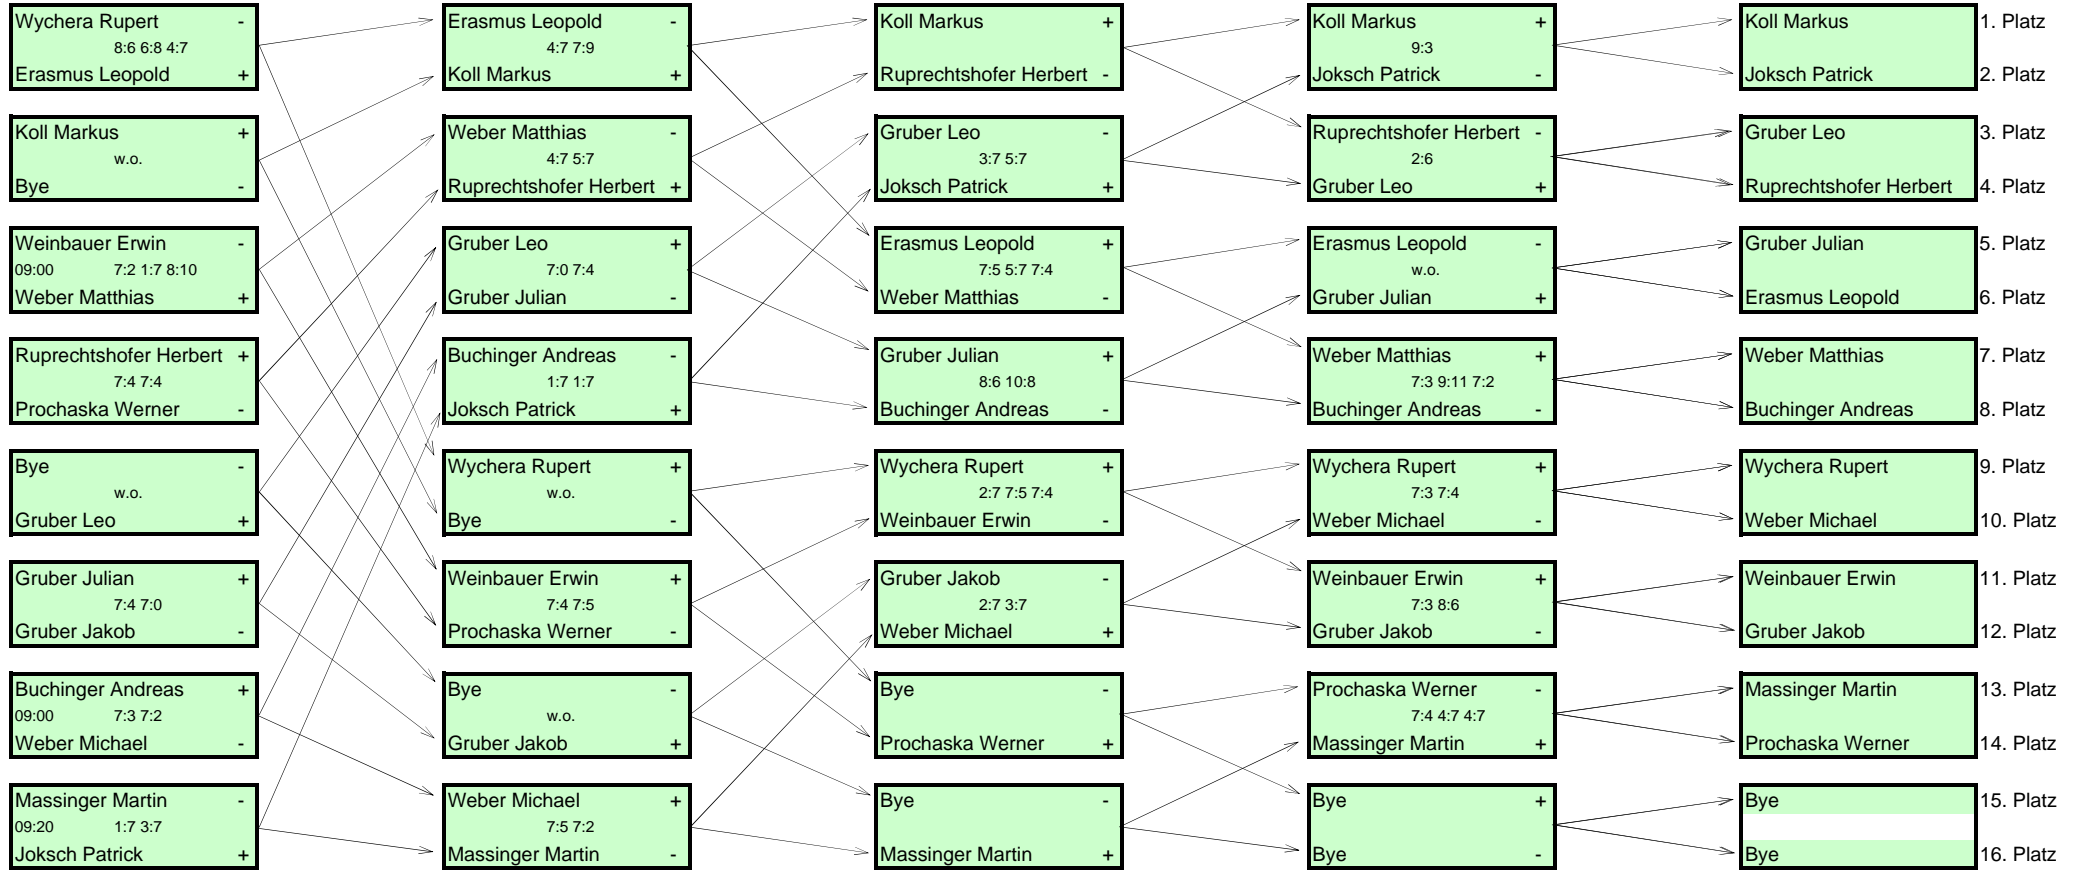 Wychera Rupert -
8:6 6:8 4:7
Erasmus Leopold +
Koll Markus +
w.o.
Bye -
Weinbauer Erwin -
09:00 7:2 1:7 8:10
Weber Matthias +
Ruprechtshofer Herbert +
7:4 7:4
Prochaska Werner -
Bye -
w.o.
Gruber Leo +
Gruber Julian +
7:4 7:0
Gruber Jakob -
Buchinger Andreas +
09:00 7:3 7:2
Weber Michael -
Massinger Martin -
09:20 1:7 3:7
Joksch Patrick +
Erasmus Leopold -
4:7 7:9
Koll Markus +
Weber Matthias -
4:7 5:7
Ruprechtshofer Herbert +
Gruber Leo +
7:0 7:4
Gruber Julian -
Buchinger Andreas -
1:7 1:7
Joksch Patrick +
Wychera Rupert +
w.o.
Bye -
Weinbauer Erwin +
7:4 7:5
Prochaska Werner -
Bye -
w.o.
Gruber Jakob +
Weber Michael +
7:5 7:2
Massinger Martin -
Koll Markus +
Ruprechtshofer Herbert -
Gruber Leo -
3:7 5:7
Joksch Patrick +
Erasmus Leopold +
7:5 5:7 7:4
Weber Matthias -
Gruber Julian +
8:6 10:8
Buchinger Andreas -
Wychera Rupert +
2:7 7:5 7:4
Weinbauer Erwin -
Gruber Jakob -
2:7 3:7
Weber Michael +
Bye -
Prochaska Werner +
Bye -
Massinger Martin +
Koll Markus +
9:3
Joksch Patrick -
Ruprechtshofer Herbert -
2:6
Gruber Leo +
Erasmus Leopold -
w.o.
Gruber Julian +
Weber Matthias +
7:3 9:11 7:2
Buchinger Andreas -
Wychera Rupert +
7:3 7:4
Weber Michael -
Weinbauer Erwin +
7:3 8:6
Gruber Jakob -
Prochaska Werner -
7:4 4:7 4:7
Massinger Martin +
Bye +
Bye -
Koll Markus 1. Platz
Joksch Patrick 2. Platz
Gruber Leo 3. Platz
Ruprechtshofer Herbert 4. Platz
Gruber Julian 5. Platz
Erasmus Leopold 6. Platz
Weber Matthias 7. Platz
Buchinger Andreas 8. Platz
Wychera Rupert 9. Platz
Weber Michael 10. Platz
Weinbauer Erwin 11. Platz
Gruber Jakob 12. Platz
Massinger Martin 13. Platz
Prochaska Werner 14. Platz
Bye 15. Platz
Bye 16. Platz